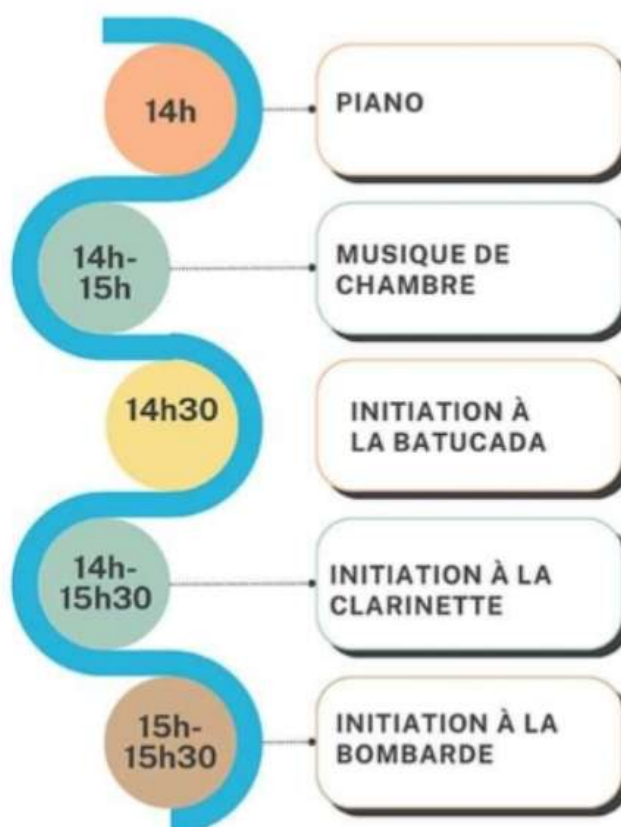 14h
PIANO
14h-
15h
MUSIQUE DE
CHAMBRE
14h30
INITIATION À
LA BATUCADA
14h-
15h30
INITIATION À LA
CLARINETTE
15h-
15h30
INITIATION À LA
BOMBARDE